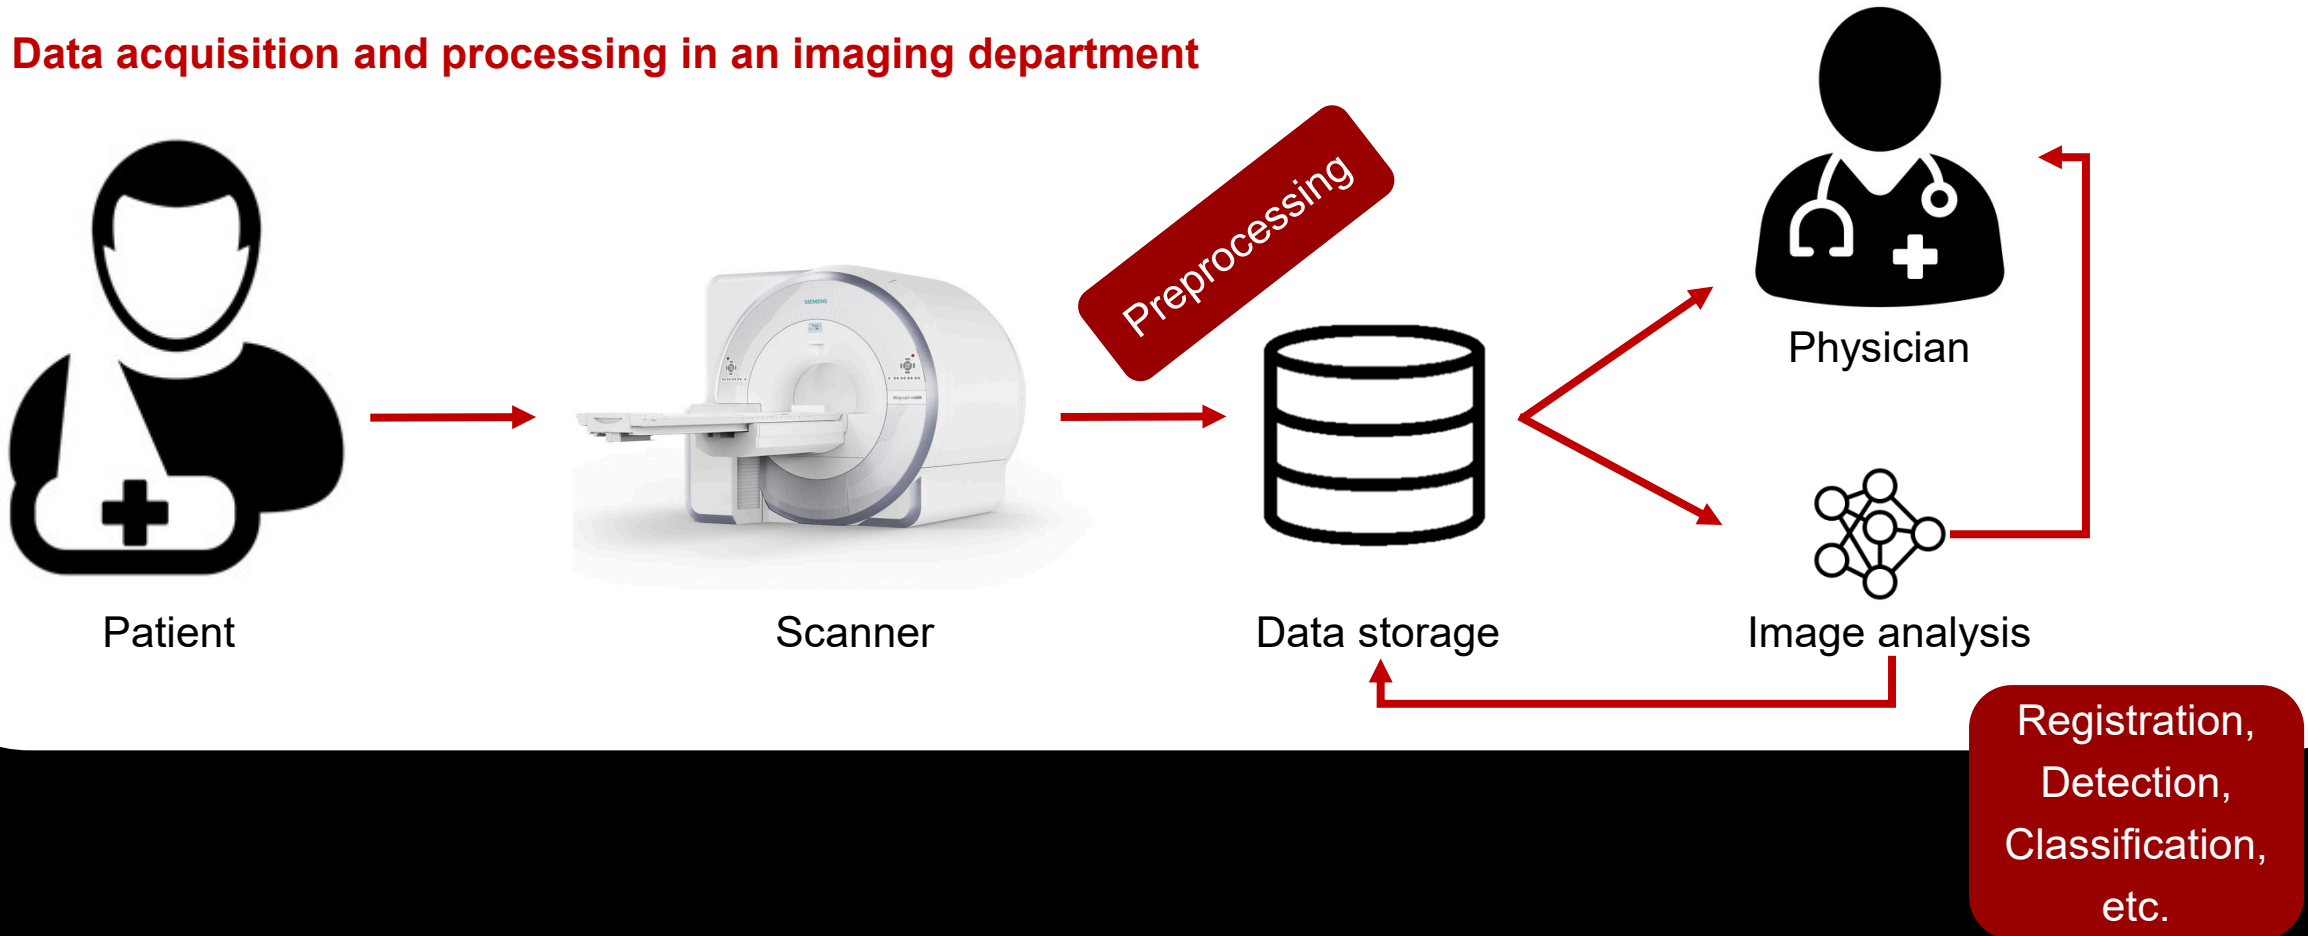 Data acquisition and processing in an imaging department
Preprocessing
SIEMENS
Physician
Patient
Scanner
Data storage
Image analysis
Registration,
Detection,
Classification,
etc.